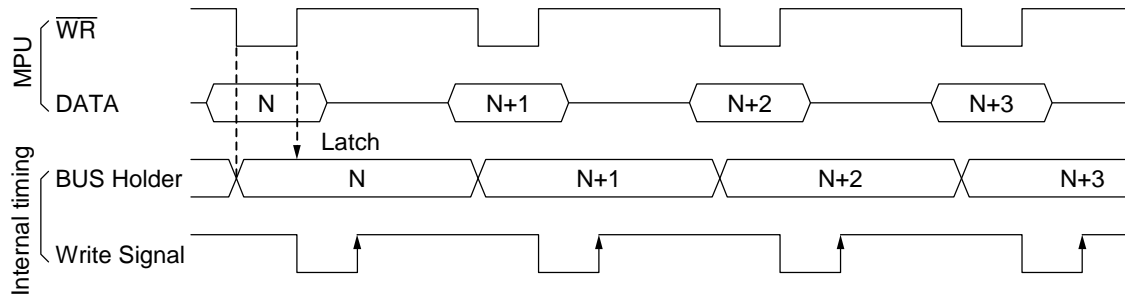 MPU
WR
DATA
N
N+1
N+2
N+3
Latch
Internal timing
BUS Holder
N
N+1
N+2
N+3
Write Signal